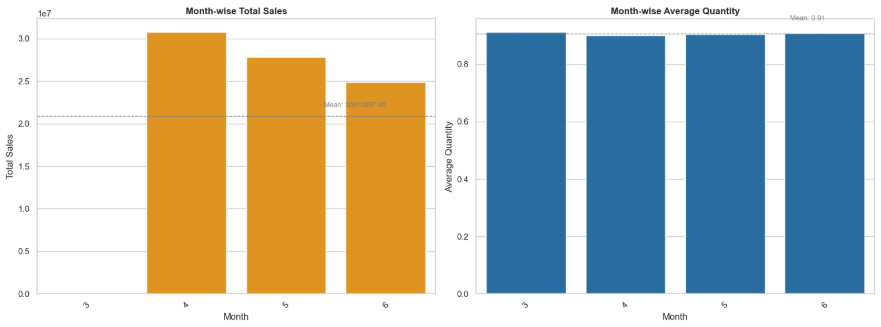 Month-wise Total Sales
1e7
3.0
2.5
2.0
1.5
1.0
0.5
0.0
Total Sales
Mean:
3
4
5
6
Month
Month-wise Average Quantity
Mean: 0.91
0.8
0.6
0.4
0.2
0.0
Average Quantity
3
4
5
6
Month